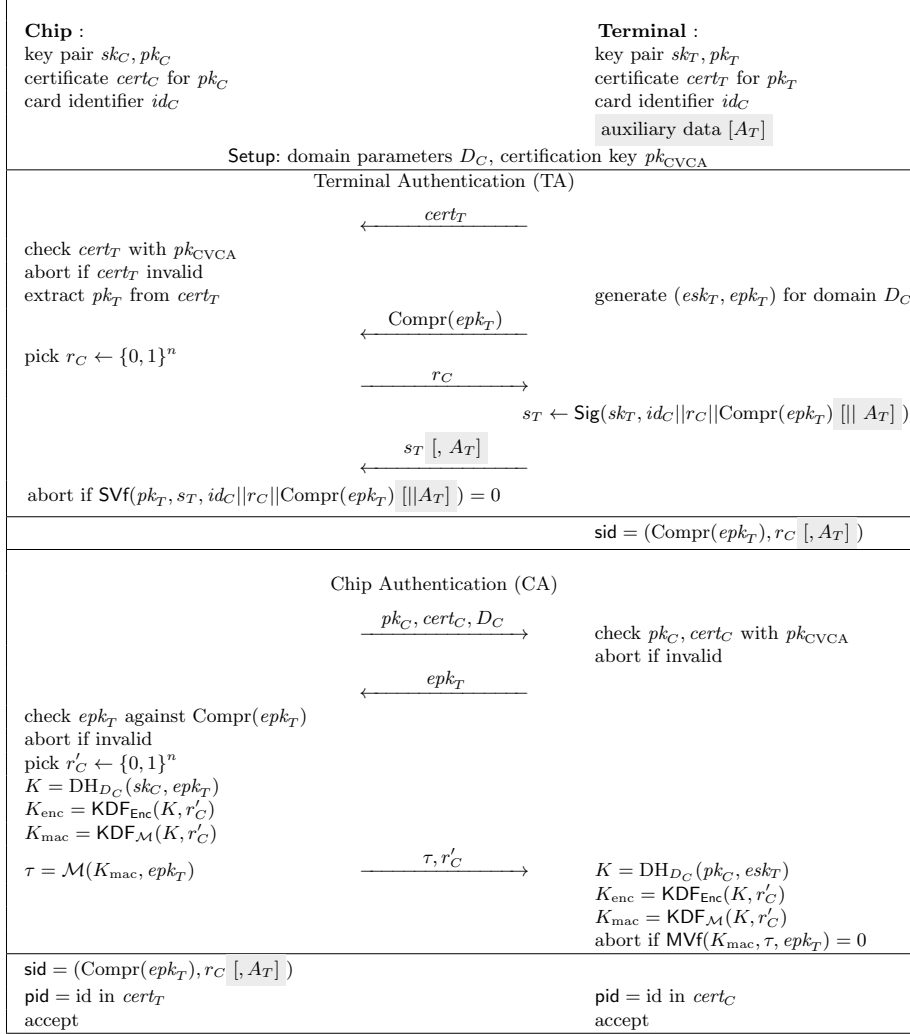 Chip : Terminal :
key pair sk_C, pk_C key pair sk_T, pk_T
certificate cert_C for pk_C certificate cert_T for pk_T
card identifier id_C card identifier id_C
auxiliary data [A_T]
Setup: domain parameters D_C, certification key pk_CVCA
Terminal Authentication (TA)
cert_T
check cert_T with pk_CVCA
abort if cert_T invalid
extract pk_T from cert_T generate (esk_T, epk_T) for domain D_C
Compr(epk_T)
pick r_C ← {0, 1}^n
r_C
s_T ← Sig(sk_T, id_C||r_C||Compr(epk_T) [|| A_T] )
s_T [, A_T]
abort if SVf(pk_T, s_T, id_C||r_C||Compr(epk_T) [||A_T] ) = 0
sid = (Compr(epk_T), r_C [, A_T] )
Chip Authentication (CA)
pk_C, cert_C, D_C
check pk_C, cert_C with pk_CVCA
abort if invalid
epk_T
check epk_T against Compr(epk_T)
abort if invalid
pick r'_C ← {0, 1}^n
K = DH_{D_C}(sk_C, epk_T)
K_enc = KDF_Enc(K, r'_C)
K_mac = KDF_M(K, r'_C)
τ = M(K_mac, epk_T) τ, r'_C K = DH_{D_C}(pk_C, esk_T)
K_enc = KDF_Enc(K, r'_C)
K_mac = KDF_M(K, r'_C)
abort if MVf(K_mac, τ, epk_T) = 0
sid = (Compr(epk_T), r_C [, A_T] )
pid = id in cert_T pid = id in cert_C
accept accept